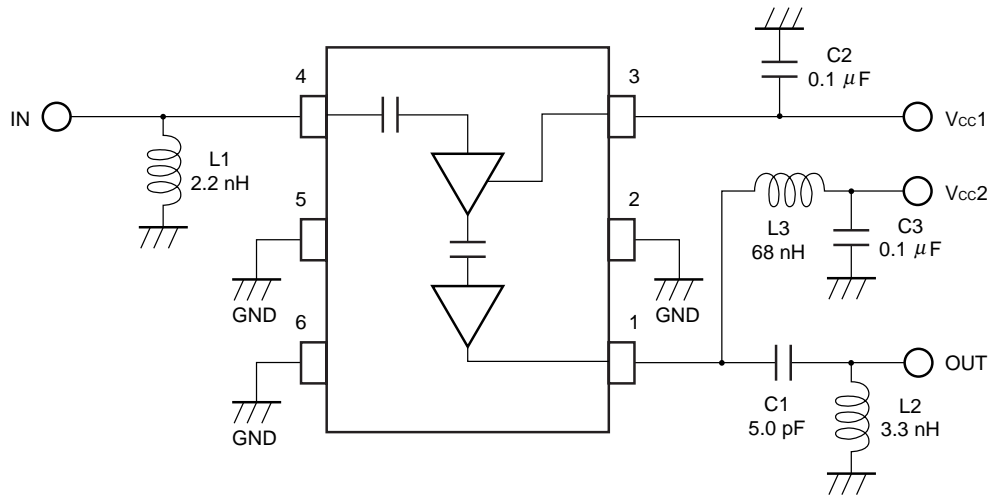 C2
0.1 μF
4
3
IN
VCC1
L1
2.2 nH
5
2
VCC2
L3
68 nH
C3
0.1 μF
GND
GND
6
1
OUT
GND
C1
5.0 pF
L2
3.3 nH